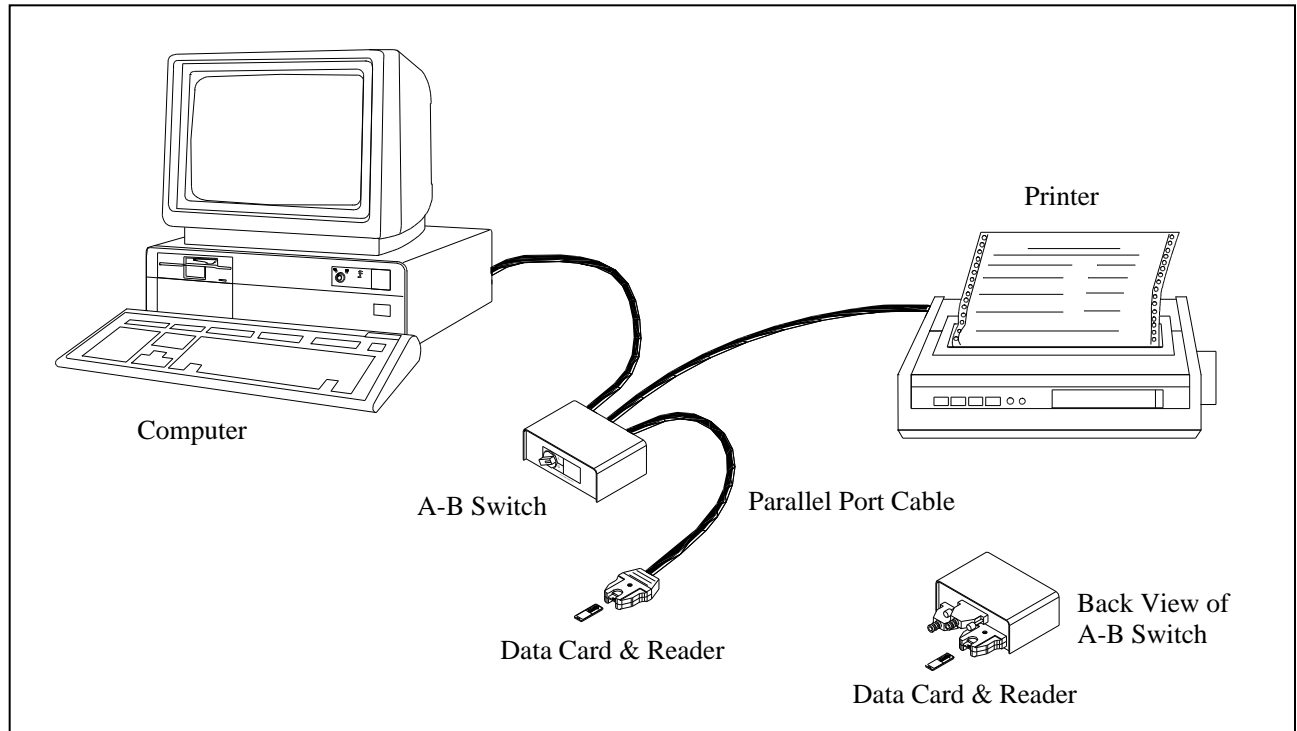 Printer
Computer
A-B Switch
Parallel Port Cable
Data Card & Reader
Back View of
A-B Switch
Data Card & Reader